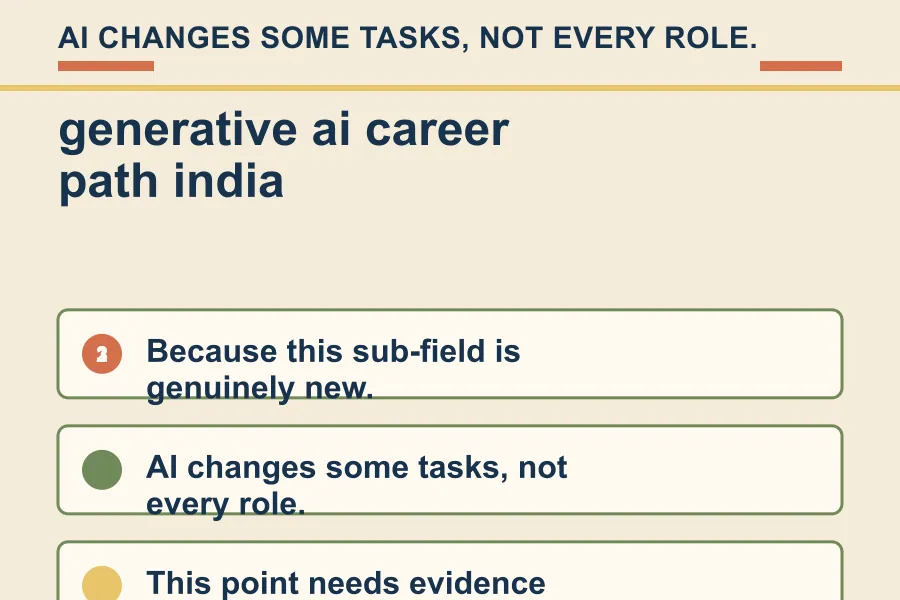 AI CHANGES SOME TASKS, NOT EVERY ROLE.
generative ai career
path india
Because this sub-field is
genuinely new.
AI changes some tasks, not
every role.
This point needs evidence